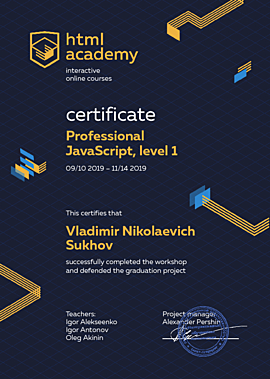 html
academy
interactive
online courses
certificate
Professional
JavaScript, level 1
09/10 2019 – 11/14 2019
This certifies that
Vladimir Nikolaevich
Sukhov
successfully completed the workshop
and defended the graduation project
Teachers:
Igor Alekseenko
Igor Antonov
Oleg Akinin
Project manager
Alexander Pershin